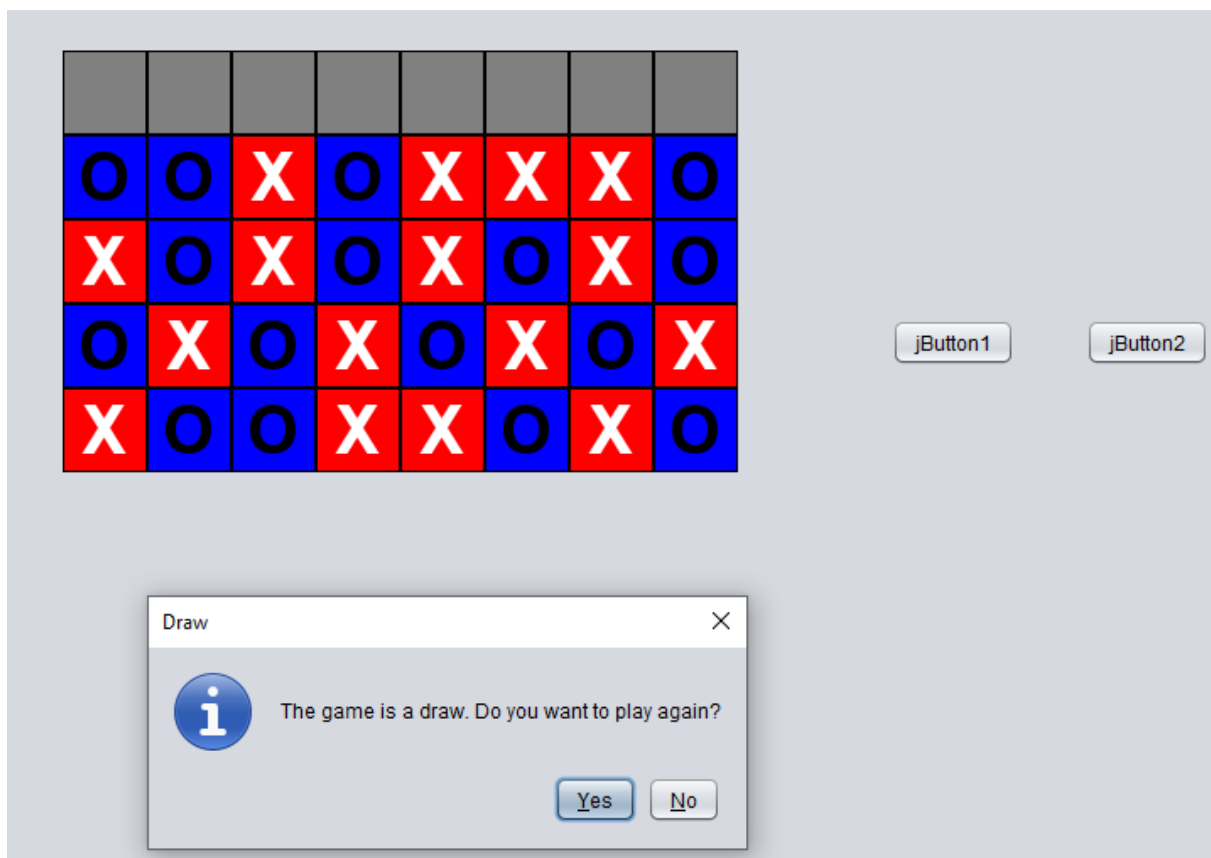 O O X O X X X O
X O X O X O X O
O X O X O X O X
jButton1 jButton2
X O O X X O X O
Draw
The game is a draw. Do you want to play again?
Yes No